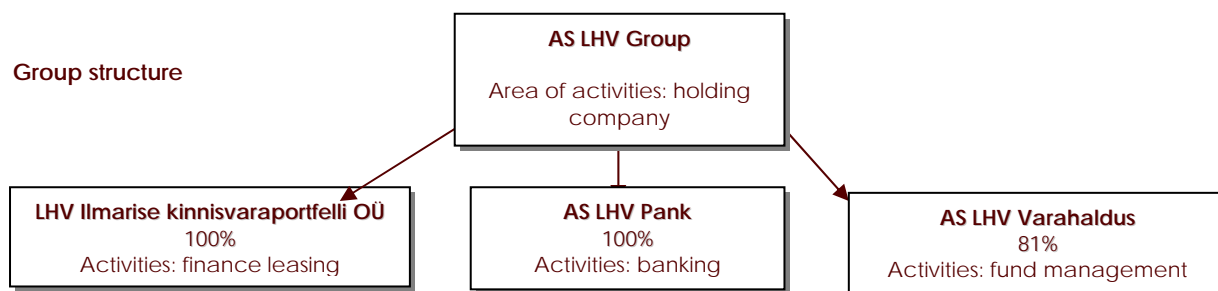 AS LHV Group
Group structure
Area of activities: holding
company
LHV Ilmarise kinnisvaraportfelli OÜ
100%
Activities: finance leasing
AS LHV Pank
100%
Activities: banking
AS LHV Varahaldus
81%
Activities: fund management